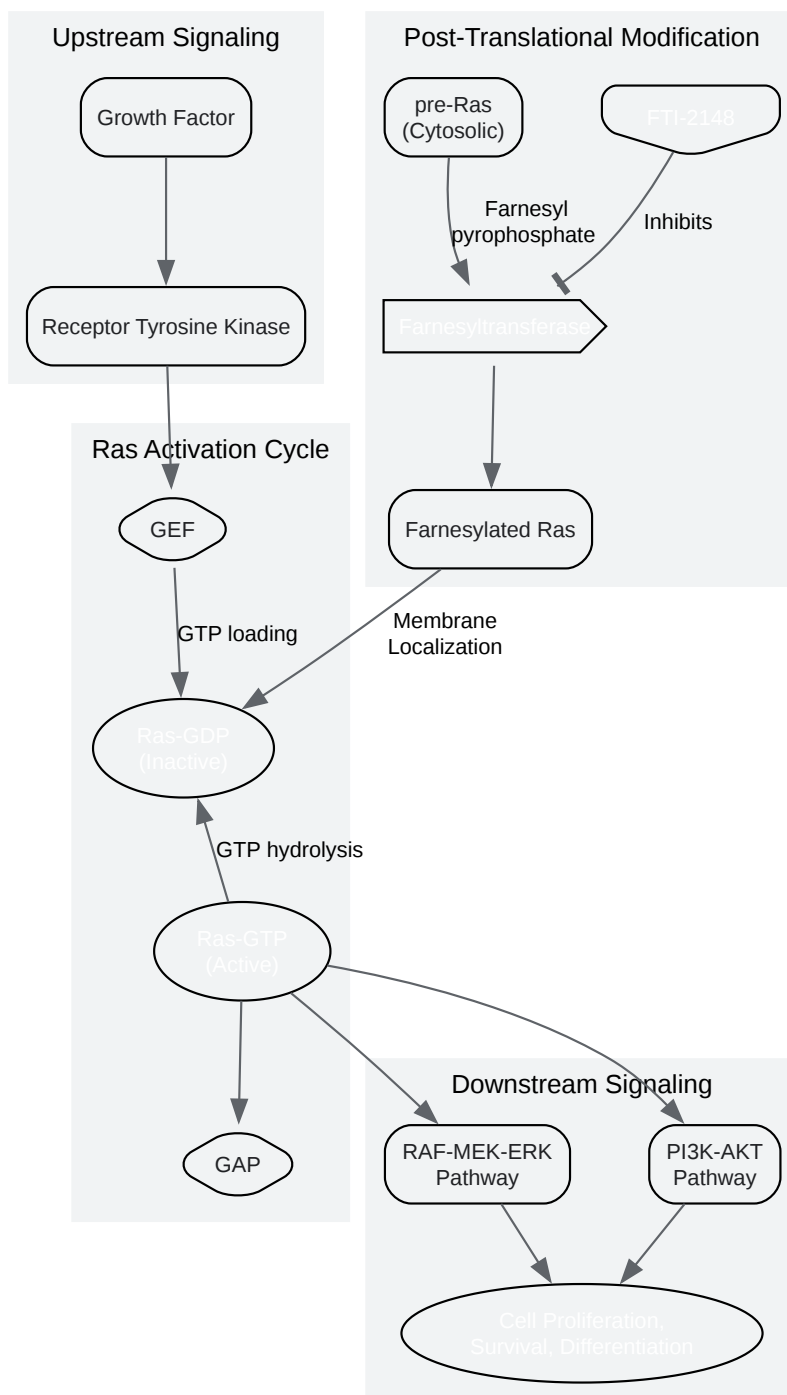 Upstream Signaling
Post-Translational Modification
Growth Factor
pre-Ras
(Cytosolic)
FTI-2148
Farnesyl
pyrophosphate
Inhibits
Receptor Tyrosine Kinase
Farnesyltransferase
Ras Activation Cycle
GEF
Farnesylated Ras
GTP loading
Membrane
Localization
Ras-GDP
(Inactive)
GTP hydrolysis
Ras-GTP
(Active)
Downstream Signaling
GAP
RAF-MEK-ERK
Pathway
PI3K-AKT
Pathway
Cell Proliferation,
Survival, Differentiation